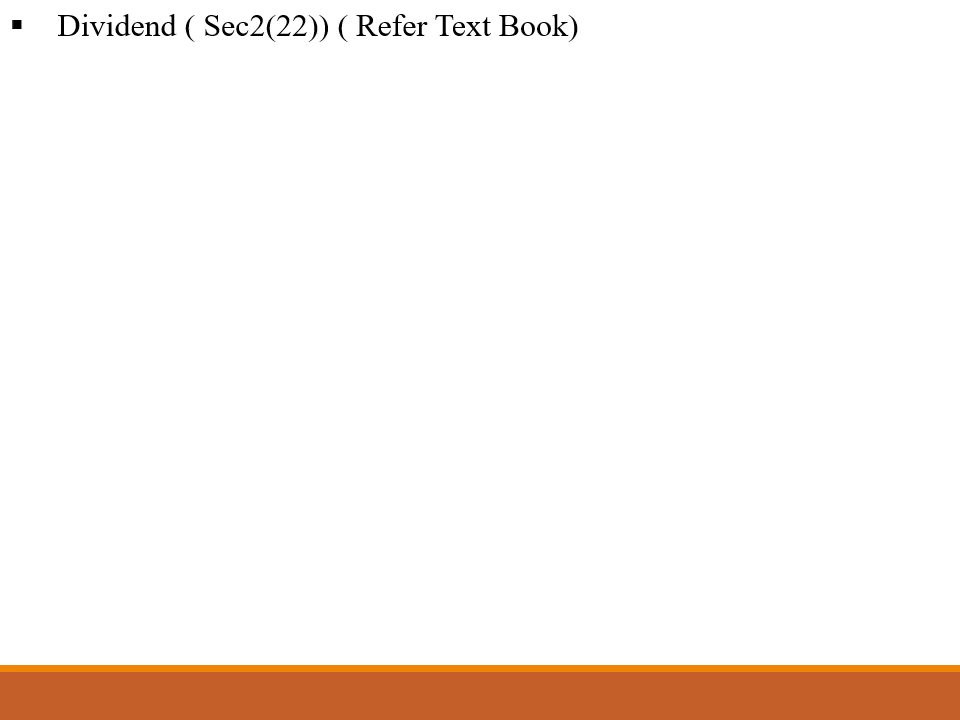 ▪ Dividend ( Sec2(22)) ( Refer Text Book)